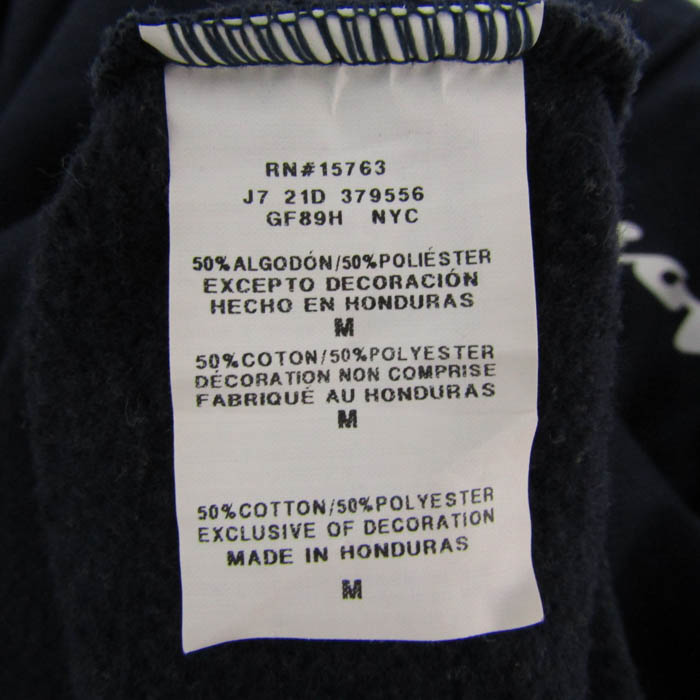 RN#15763
J7 21D 379556
GF89H NYC
50%ALGODÓN/50%POLIÉSTER
EXCEPTO DECORACIÓN
HECHO EN HONDURAS
M
50%COTON/50%POLYESTER
DÉCORATION NON COMPRISE
FABRIQUÉ AU HONDURAS
M
50%COTTON/50%POLYESTER
EXCLUSIVE OF DECORATION
MADE IN HONDURAS
M